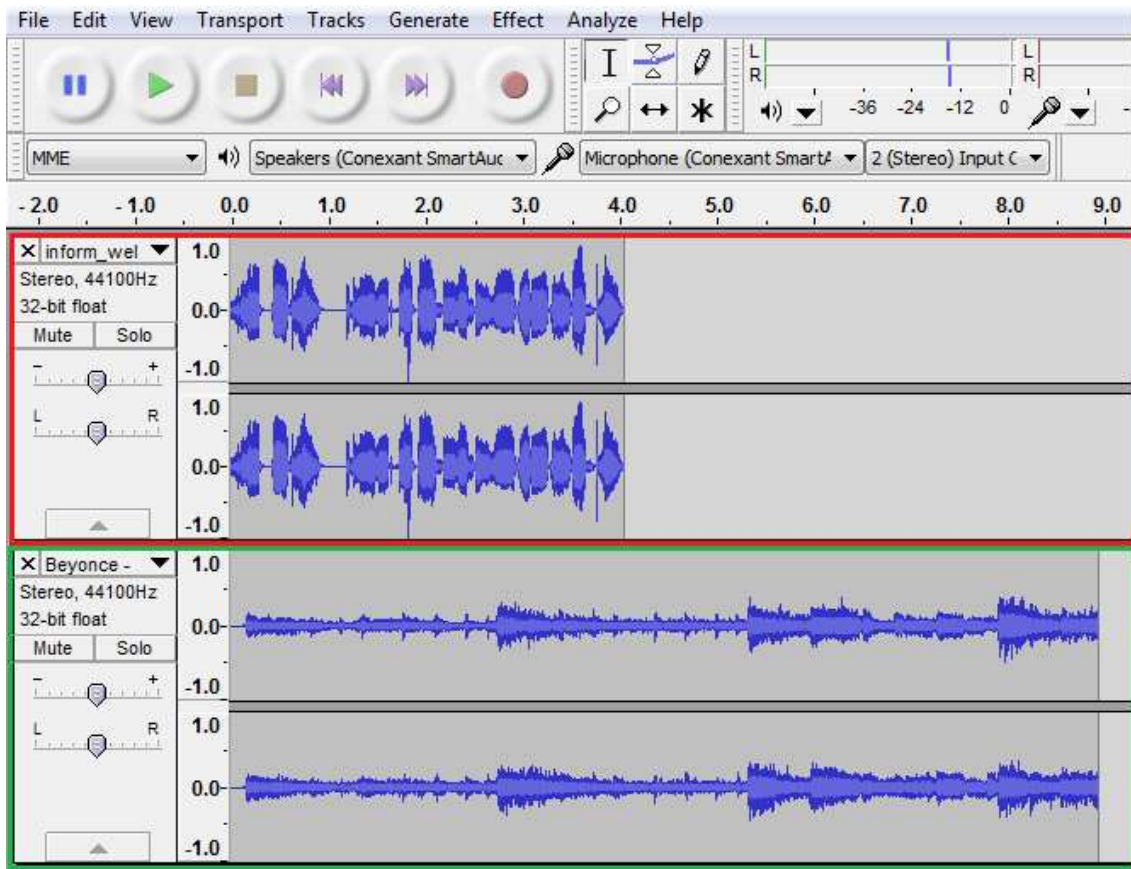 File Edit View Transport Tracks Generate Effect Analyze Help
L
R
-36 -24 -12 0
L
R
MME Speakers (Conexant SmartAuc Microphone (Conexant SmartA 2 (Stereo) Input C
- 2.0 - 1.0 0.0 1.0 2.0 3.0 4.0 5.0 6.0 7.0 8.0 9.0
inform_wel
Stereo, 44100Hz
32-bit float
Mute Solo
- +
L R
1.0
0.0
-1.0
1.0
0.0
-1.0
Beyonce -
Stereo, 44100Hz
32-bit float
Mute Solo
- +
L R
1.0
0.0
-1.0
1.0
0.0
-1.0